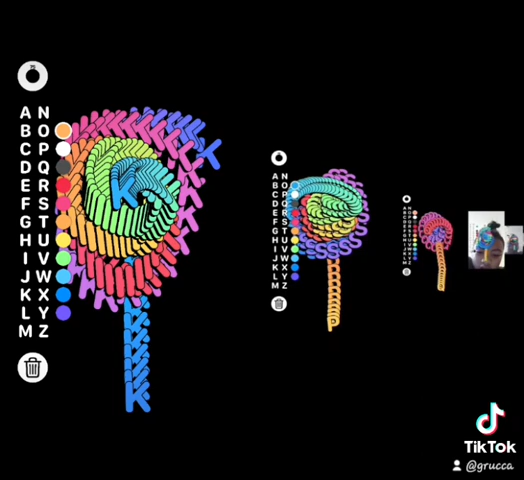 A N
B O
C P
D Q
E R
F S
G T
H U
I V
J W
K X
L Y
M Z
K
K
K
A N
B O
C P
D Q
E R
F S
G T
H U
I V
J W
K X
L Y
M Z
TikTok
@grucca